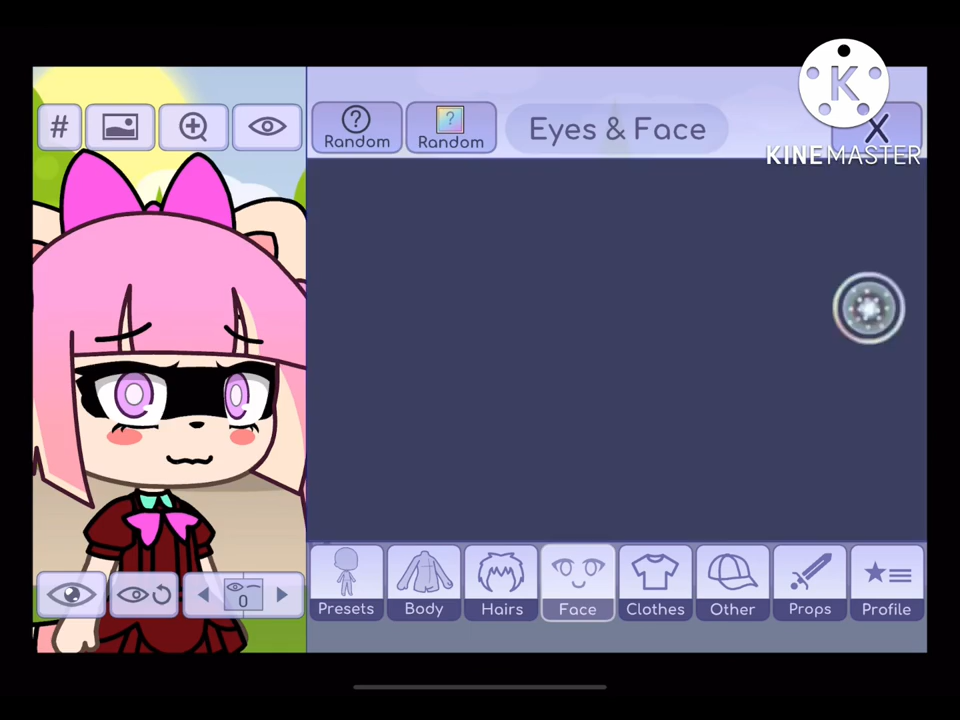 #
? Random
? Random
Eyes & Face
X
K
KINEMASTER
0
Presets
Body
Hairs
Face
Clothes
Other
Props
Profile